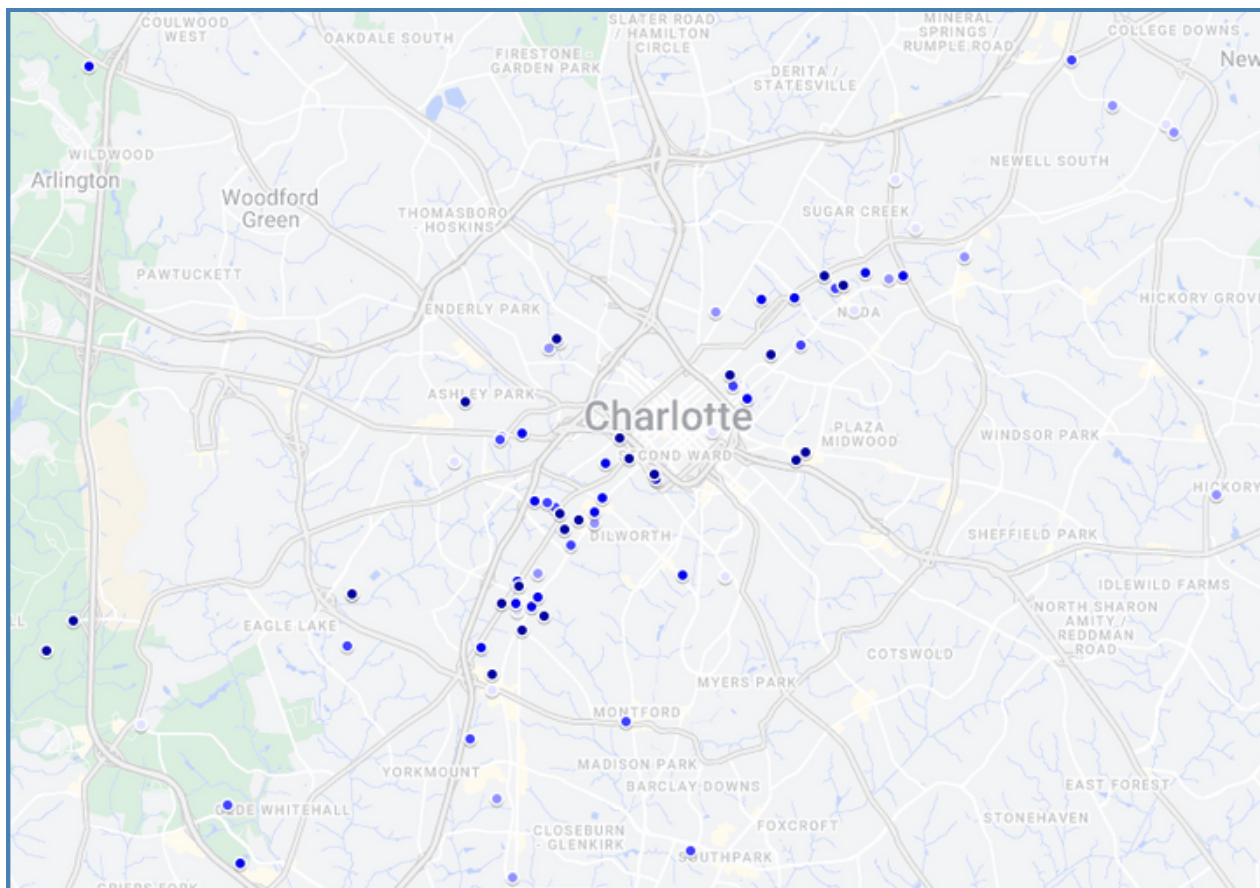 COULWOOD
WEST
OAKDALE SOUTH
SLATER ROAD
/ HAMILTON
CIRCLE
FIRESTONE -
GARDEN PARK
MINERAL
SPRINGS /
RUMPLE ROAD
COLLEGE DOWNS
New
DERITA /
STATESVILLE
WILDWOOD
Arlington
Woodford
Green
NEWELL SOUTH
THOMASBORO
- HOSKINS
SUGAR CREEK
PAWTUCKETT
ENDERLY PARK
NODA
HICKORY GROV
ASHLEY PARK
Charlotte
PLAZA
MIDWOOD
WINDSOR PARK
SECOND WARD
HICKORY
DILWORTH
SHEFFIELD PARK
IDLEWILD FARMS
EAGLE LAKE
NORTH SHARON
AMITY /
REDDMAN
ROAD
COTSWOLD
MYERS PARK
MONTFORD
YORKMOUNT
MADISON PARK
BARCLAY DOWNS
EAST FOREST
OLDE WHITEHALL
STONEHAVEN
CLOSEBURN
- GLENKIRK
FOXCROFT
SOUTHPARK